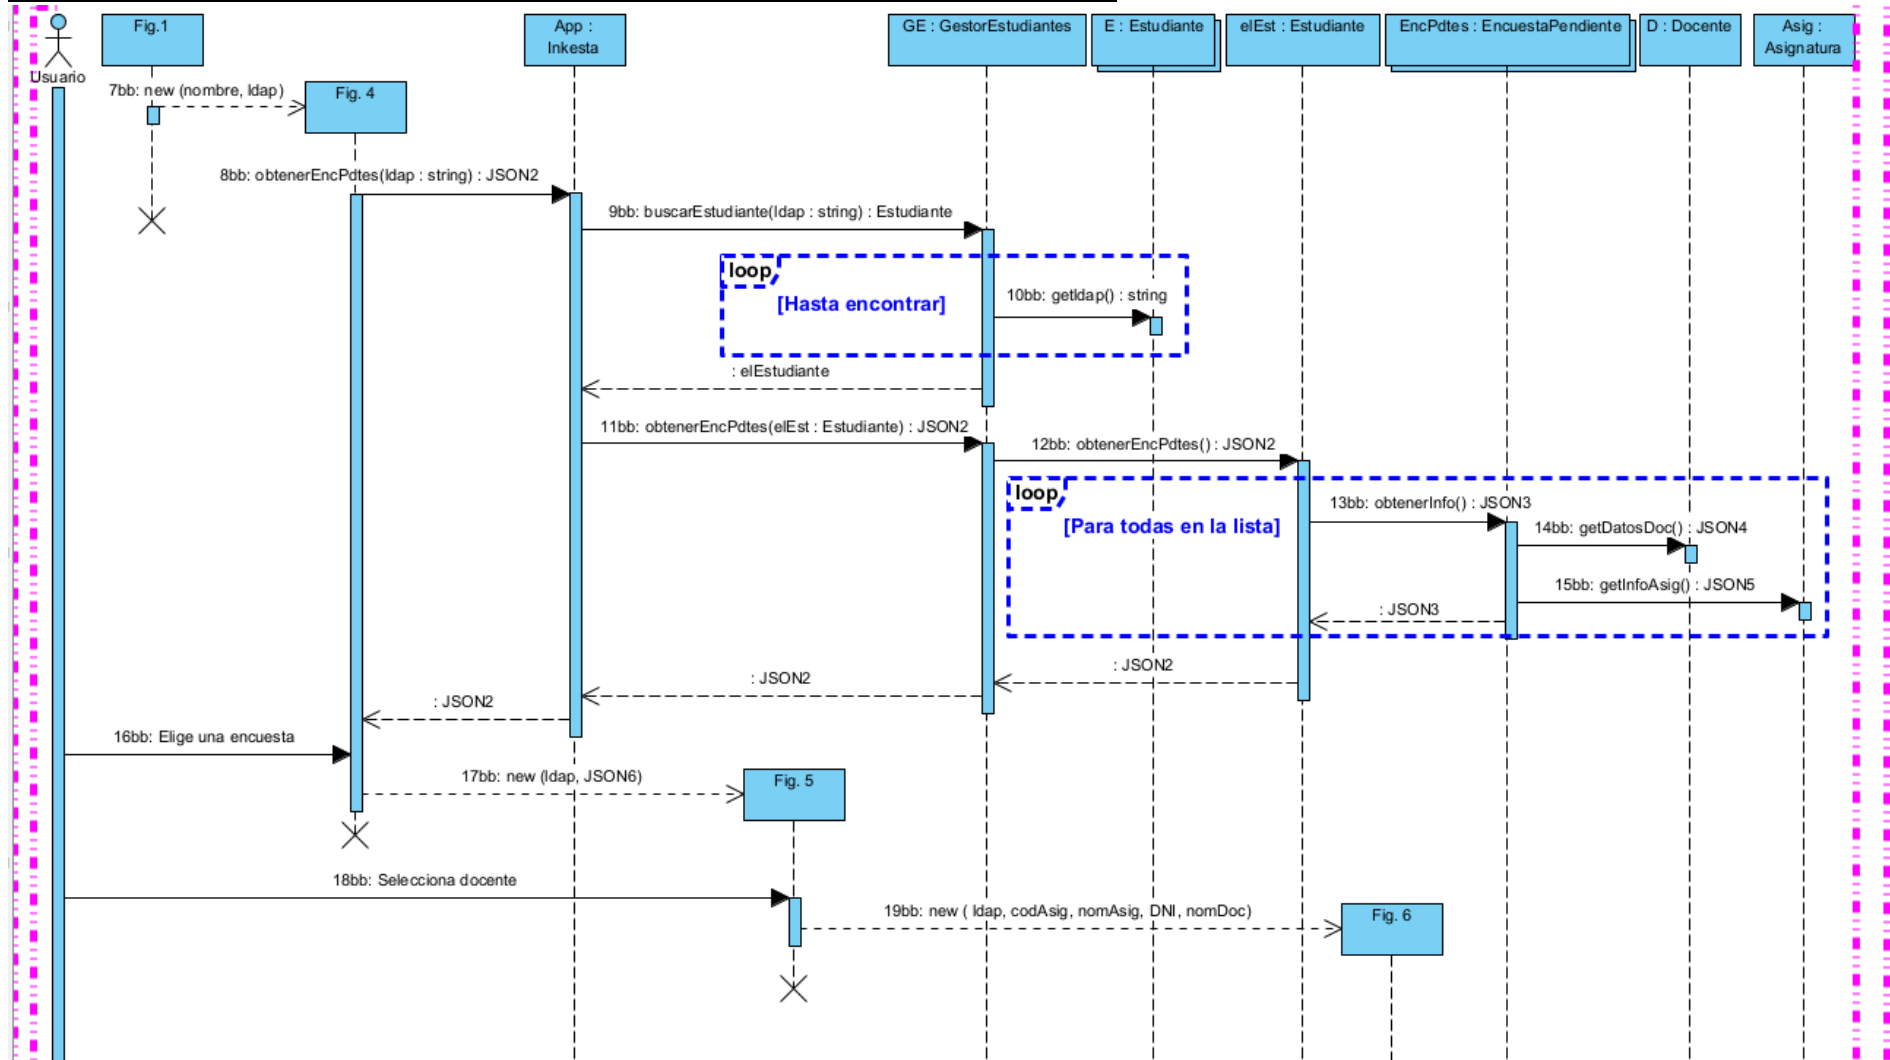 Fig.1
App :
Inkesta
GE : GestorEstudiantes
E : Estudiante
elEst : Estudiante
EncPdtes : EncuestaPendiente
D : Docente
Asig :
Asignatura
Usuario
7bb: new (nombre, ldap)
Fig. 4
8bb: obtenerEncPdtes(ldap : string) : JSON2
9bb: buscarEstudiante(ldap : string) : Estudiante
loop
[Hasta encontrar]
10bb: getldap() : string
: elEstudiante
11bb: obtenerEncPdtes(elEst : Estudiante) : JSON2
12bb: obtenerEncPdtes() : JSON2
loop
[Para todas en la lista]
13bb: obtenerInfo() : JSON3
14bb: getDatosDoc() : JSON4
15bb: getInfoAsig() : JSON5
: JSON3
: JSON2
: JSON2
: JSON2
16bb: Elige una encuesta
17bb: new (ldap, JSON6)
Fig. 5
18bb: Selecciona docente
19bb: new ( ldap, codAsig, nomAsig, DNI, nomDoc)
Fig. 6